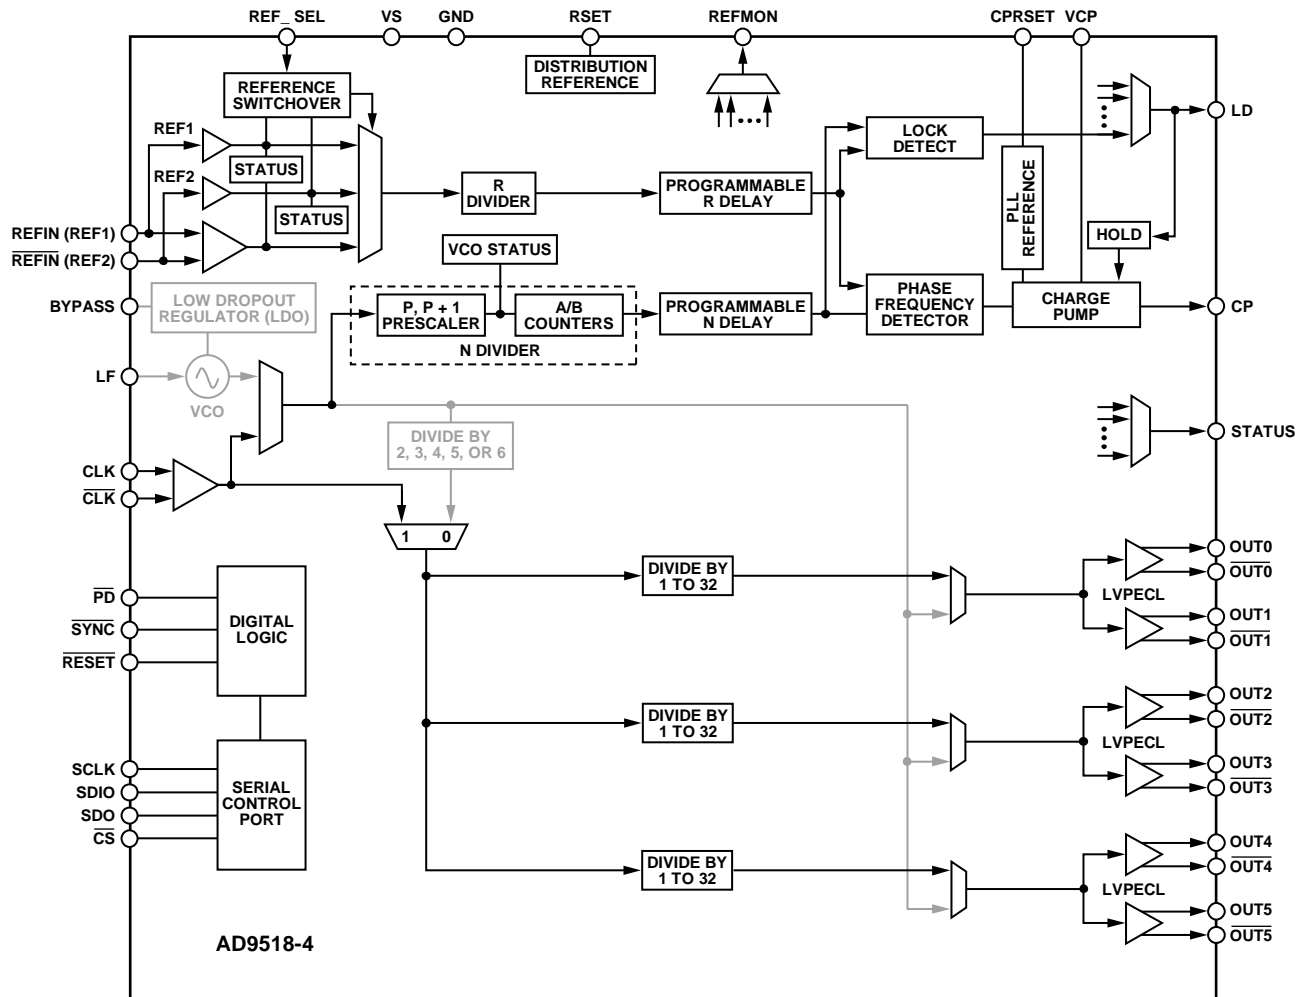 REF_ SEL
VS
GND
RSET
REFMON
CPRSET
VCP
REFERENCE
SWITCHOVER
DISTRIBUTION
REFERENCE
REF1
STATUS
REF2
STATUS
R
DIVIDER
PROGRAMMABLE
R DELAY
LOCK
DETECT
LD
PLL
REFERENCE
HOLD
REFIN (REF1)
REFIN (REF2)
VCO STATUS
BYPASS
LOW DROPOUT
REGULATOR (LDO)
P, P + 1
PRESCALER
A/B
COUNTERS
N DIVIDER
PROGRAMMABLE
N DELAY
PHASE
FREQUENCY
DETECTOR
CHARGE
PUMP
CP
LF
VCO
DIVIDE BY
2, 3, 4, 5, OR 6
STATUS
CLK
CLK
1 0
DIVIDE BY
1 TO 32
LVPECL
OUT0
OUT0
OUT1
OUT1
PD
SYNC
RESET
DIGITAL
LOGIC
DIVIDE BY
1 TO 32
LVPECL
OUT2
OUT2
OUT3
OUT3
SCLK
SDIO
SDO
CS
SERIAL
CONTROL
PORT
DIVIDE BY
1 TO 32
LVPECL
OUT4
OUT4
OUT5
OUT5
AD9518-4